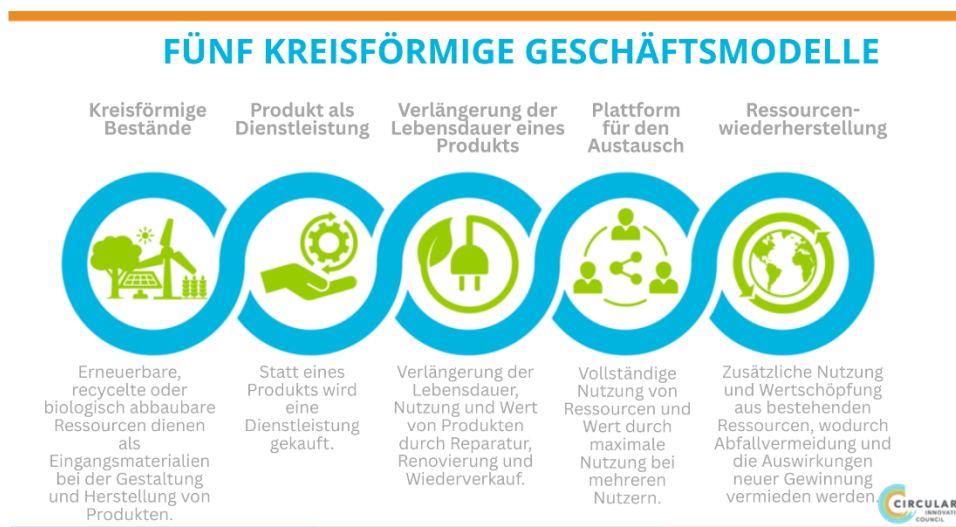 FÜNF KREISFÖRMIGE GESCHÄFTSMODELLE
Kreisförmige
Bestände
Produkt als
Dienstleistung
Verlängerung der
Lebensdauer eines
Produkts
Plattform
für den
Austausch
Ressourcen-
wiederherstellung
Erneuerbare,
recycelte oder
biologisch abbaubare
Ressourcen dienen
als
Eingangsmaterialien
bei der Gestaltung
und Herstellung von
Produkten.
Statt eines
Produkts wird
eine
Dienstleistung
gekauft.
Verlängerung der
Lebensdauer,
Nutzung und Wert
von Produkten
durch Reparatur,
Renovierung und
Wiederverkauf.
Vollständige
Nutzung von
Ressourcen und
Wert durch
maximale
Nutzung bei
mehreren
Nutzern.
Zusätzliche Nutzung
und Wertschöpfung
aus bestehenden
Ressourcen, wodurch
Abfallvermeidung und
die Auswirkungen
neuer Gewinnung
vermieden werden.
CIRCULAR
INNOVATI
COUNCIL